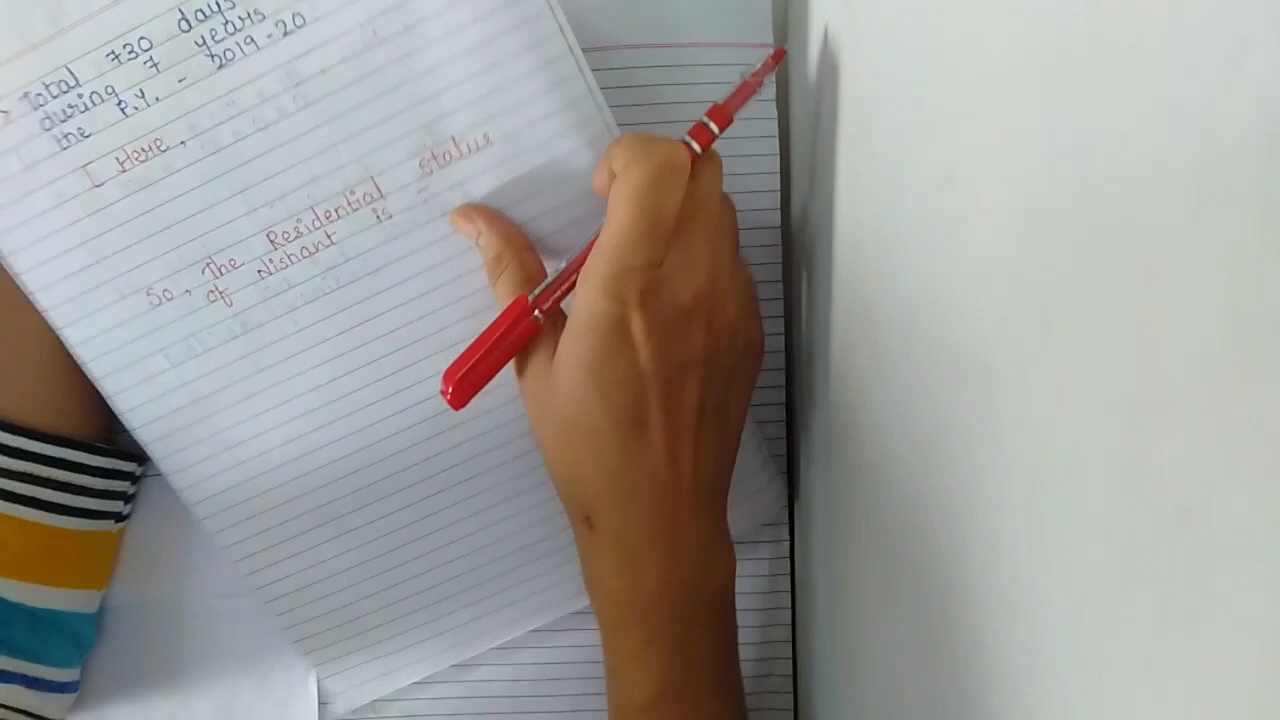 Total 730 days
during 7 years
the P.Y. - 2019-20
[ Here,
So, the Residential status
of Nishant is